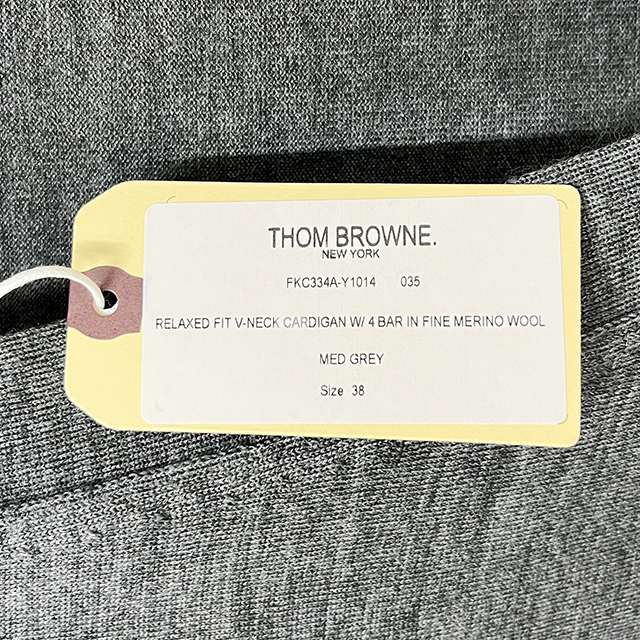 THOM BROWNE.
NEW YORK
FKC334A-Y1014 035
RELAXED FIT V-NECK CARDIGAN W/ 4 BAR IN FINE MERINO WOOL
MED GREY
Size 38